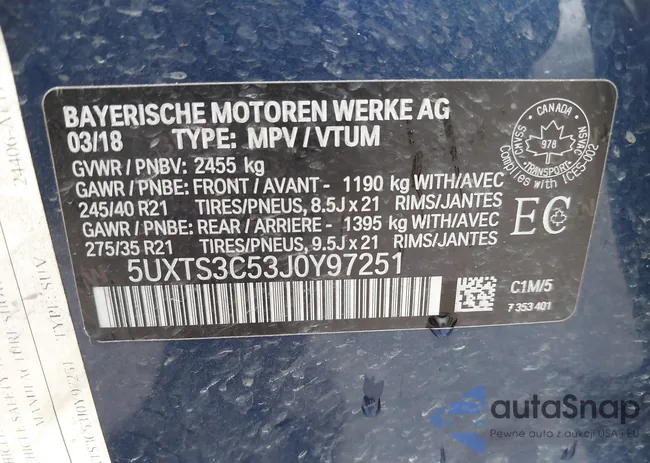 BAYERISCHE MOTOREN WERKE AG
03/18 TYPE: MPV / VTUM
GVWR / PNBV: 2455 kg
GAWR / PNBE: FRONT / AVANT - 1190 kg WITH/AVEC
245/40 R21 TIRES/PNEUS, 8.5J x 21 RIMS/JANTES
GAWR / PNBE: REAR / ARRIERE - 1395 kg WITH/AVEC
275/35 R21 TIRES/PNEUS, 9.5J x 21 RIMS/JANTES
5UXTS3C53J0Y97251
CANADA
978
TRANSPORT
Complies with ICES-002
EC
C1M/5
7 353 401
autaSnap
Pewne auto z aukcji USA i EU